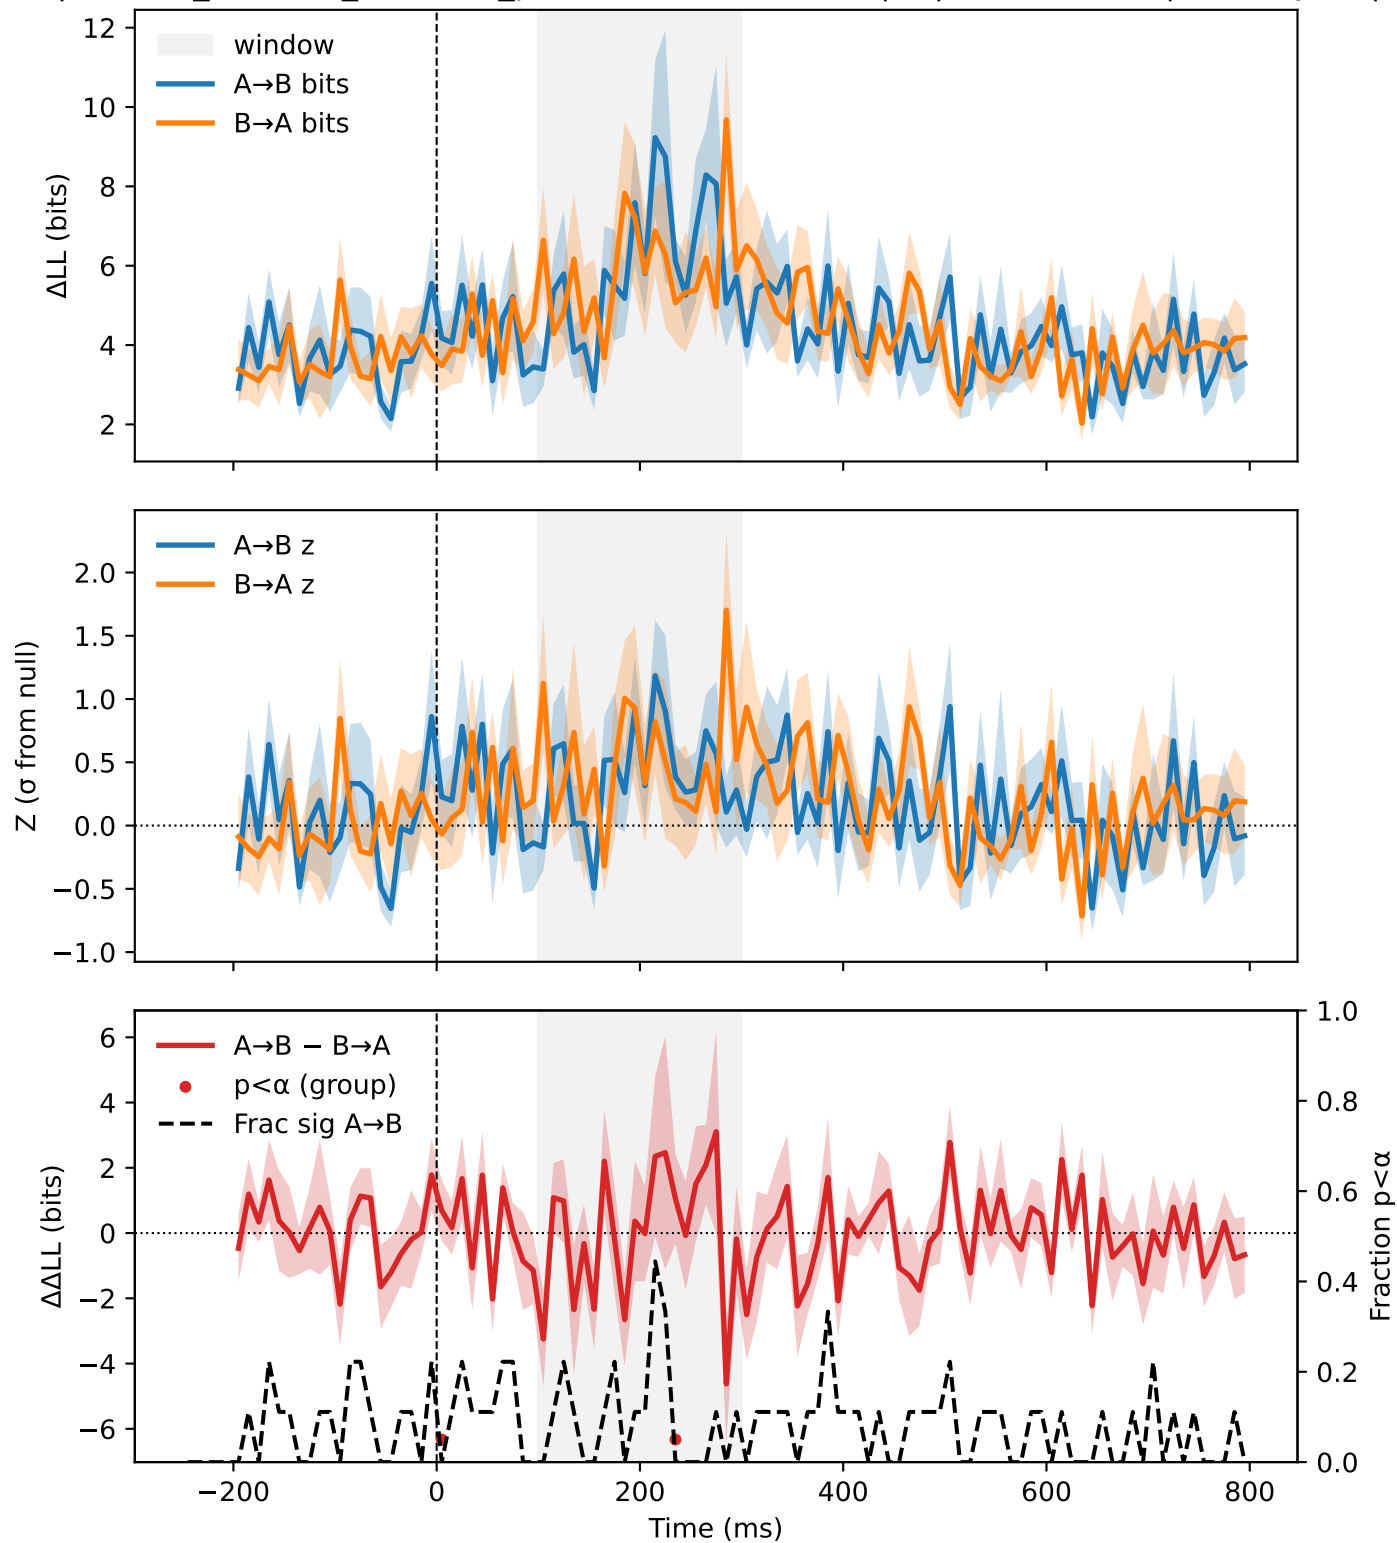 12
10
8
6
4
2
ΔLL (bits)
window
A→B bits
B→A bits
2.0
1.5
1.0
0.5
0.0
−0.5
−1.0
Z (σ from null)
A→B z
B→A z
6
4
2
0
−2
−4
−6
ΔΔLL (bits)
A→B − B→A
p<α (group)
Frac sig A→B
1.0
0.8
0.6
0.4
0.2
0.0
Fraction p<α
−200
0
200
400
600
800
Time (ms)